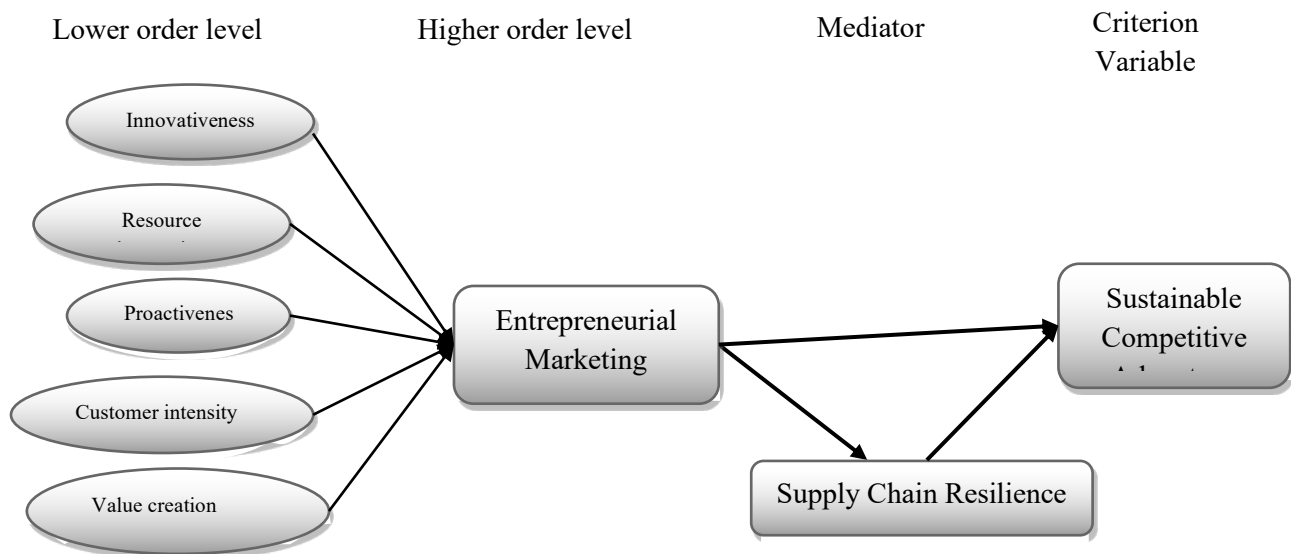 Lower order level
Higher order level
Mediator
Criterion
Variable
Innovativeness
Resource
Proactivenes
Customer intensity
Value creation
Entrepreneurial
Marketing
Supply Chain Resilience
Sustainable
Competitive